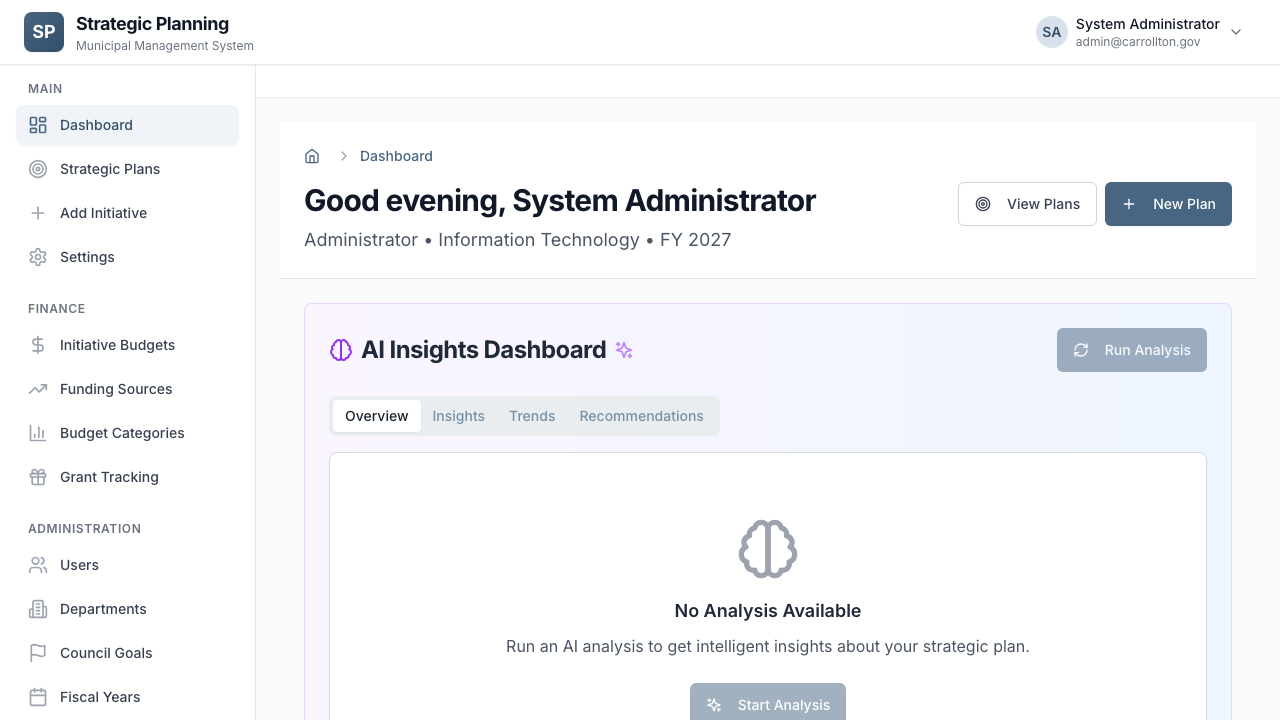 SP
Strategic Planning
Municipal Management System
SA
System Administrator
admin@carrollton.gov
MAIN
Dashboard
Strategic Plans
Add Initiative
Settings
FINANCE
Initiative Budgets
Funding Sources
Budget Categories
Grant Tracking
ADMINISTRATION
Users
Departments
Council Goals
Fiscal Years
Dashboard
Good evening, System Administrator
Administrator • Information Technology • FY 2027
View Plans
New Plan
AI Insights Dashboard
Run Analysis
Overview
Insights
Trends
Recommendations
No Analysis Available
Run an AI analysis to get intelligent insights about your strategic plan.
Start Analysis